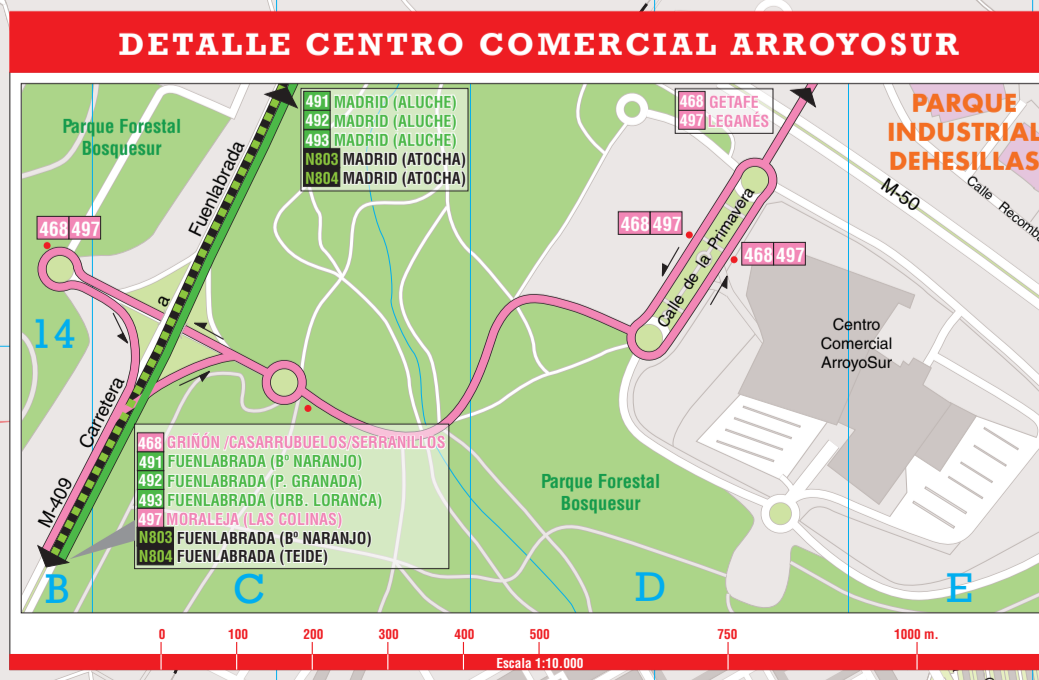 DETALLE CENTRO COMERCIAL ARROYOSUR
Parque Forestal
Bosquesur
491 MADRID (ALUCHE)
492 MADRID (ALUCHE)
493 MADRID (ALUCHE)
N803 MADRID (ATOCHA)
N804 MADRID (ATOCHA)
468 GETAFE
497 LEGANÉS
PARQUE
INDUSTRIAL
DEHESILLAS
M-50
Calle Recomba
468 497
Carretera a Fuenlabrada
M-409
468 497
468 497
Calle de la Primavera
14
Centro
Comercial
ArroyoSur
468 GRIÑÓN /CASARRUBUELOS/SERRANILLOS
491 FUENLABRADA (Bº NARANJO)
492 FUENLABRADA (P. GRANADA)
493 FUENLABRADA (URB. LORANCA)
497 MORALEJA (LAS COLINAS)
N803 FUENLABRADA (Bº NARANJO)
N804 FUENLABRADA (TEIDE)
Parque Forestal
Bosquesur
B C D E
0 100 200 300 400 500 750 1000 m.
Escala 1:10.000